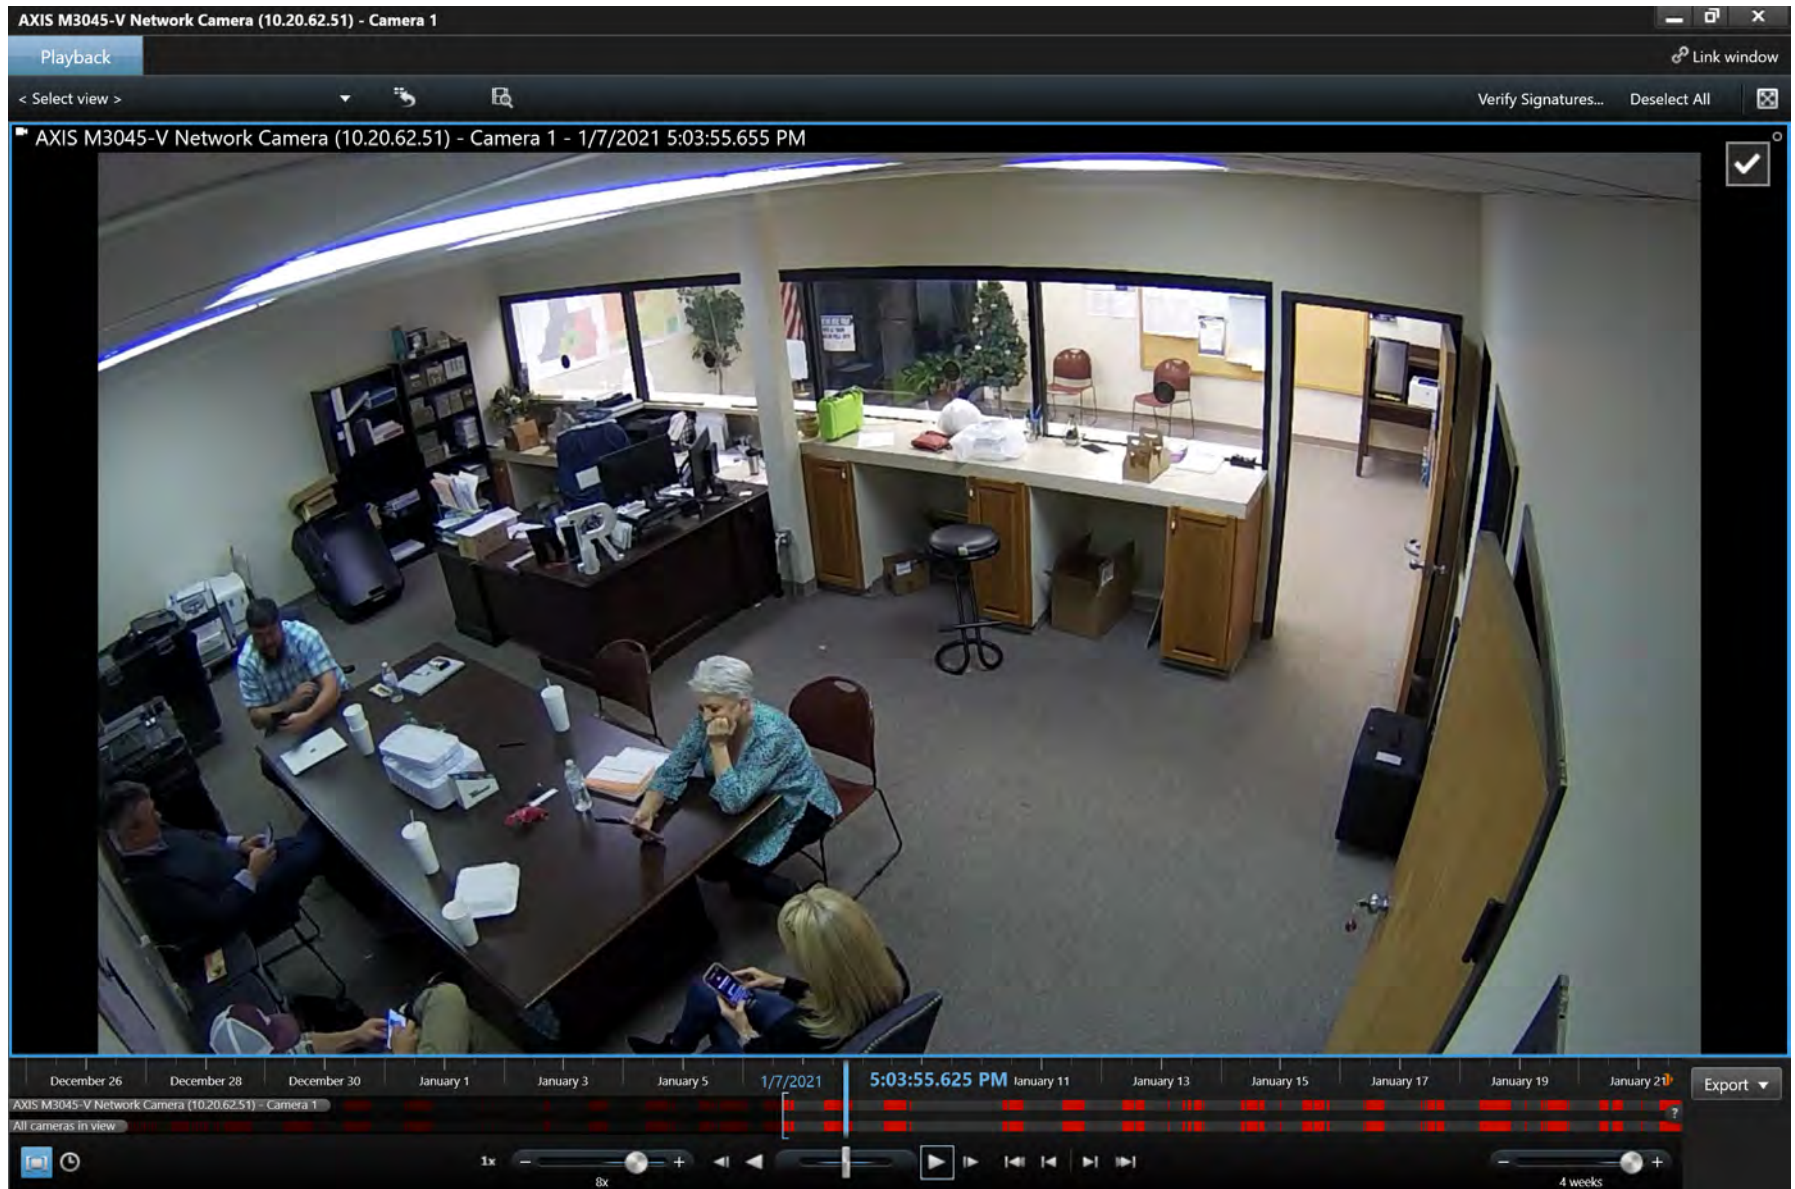 AXIS M3045-V Network Camera (10.20.62.51) - Camera 1
Playback
Link window
< Select view >
Verify Signatures...
Deselect All
AXIS M3045-V Network Camera (10.20.62.51) - Camera 1 - 1/7/2021 5:03:55.655 PM
R
December 26
December 28
December 30
January 1
January 3
January 5
1/7/2021
5:03:55.625 PM
January 11
January 13
January 15
January 17
January 19
January 21
Export
AXIS M3045-V Network Camera (10.20.62.51) - Camera 1
?
All cameras in view
1x
8x
4 weeks